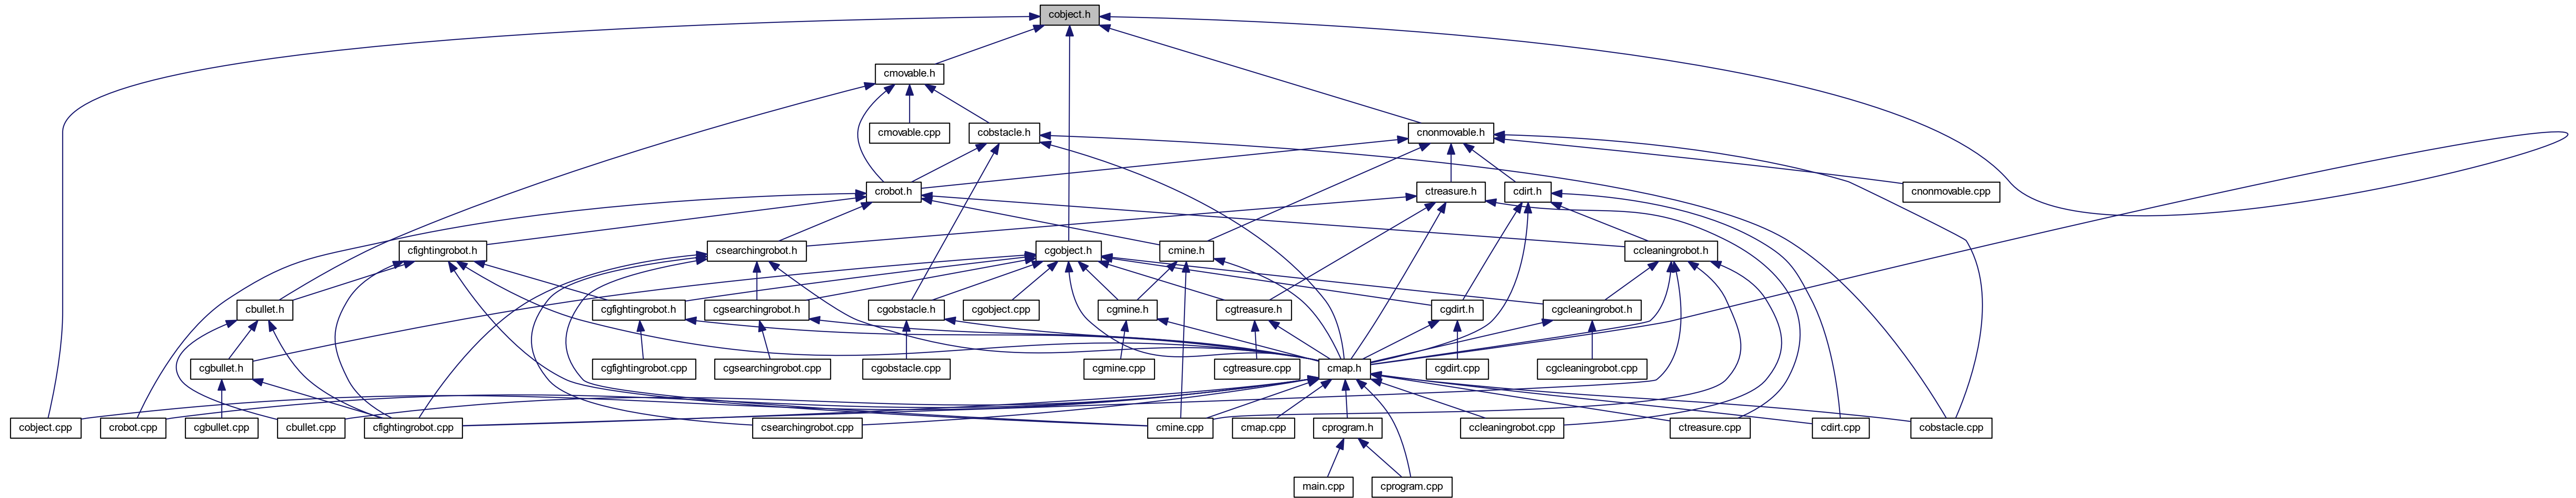 cobject.h
cmovable.h
cmovable.cpp
cobstacle.h
cnonmovable.h
crobot.h
ctreasure.h
cdirt.h
cnonmovable.cpp
cfightingrobot.h
csearchingrobot.h
cgobject.h
cmine.h
ccleaningrobot.h
cbullet.h
cgfightingrobot.h
cgsearchingrobot.h
cgobstacle.h
cgobject.cpp
cgmine.h
cgtreasure.h
cgdirt.h
cgcleaningrobot.h
cgbullet.h
cgfightingrobot.cpp
cgsearchingrobot.cpp
cgobstacle.cpp
cgmine.cpp
cgtreasure.cpp
cmap.h
cgdirt.cpp
cgcleaningrobot.cpp
cobject.cpp
crobot.cpp
cgbullet.cpp
cbullet.cpp
cfightingrobot.cpp
csearchingrobot.cpp
cmine.cpp
cmap.cpp
cprogram.h
ccleaningrobot.cpp
ctreasure.cpp
cdirt.cpp
cobstacle.cpp
main.cpp
cprogram.cpp